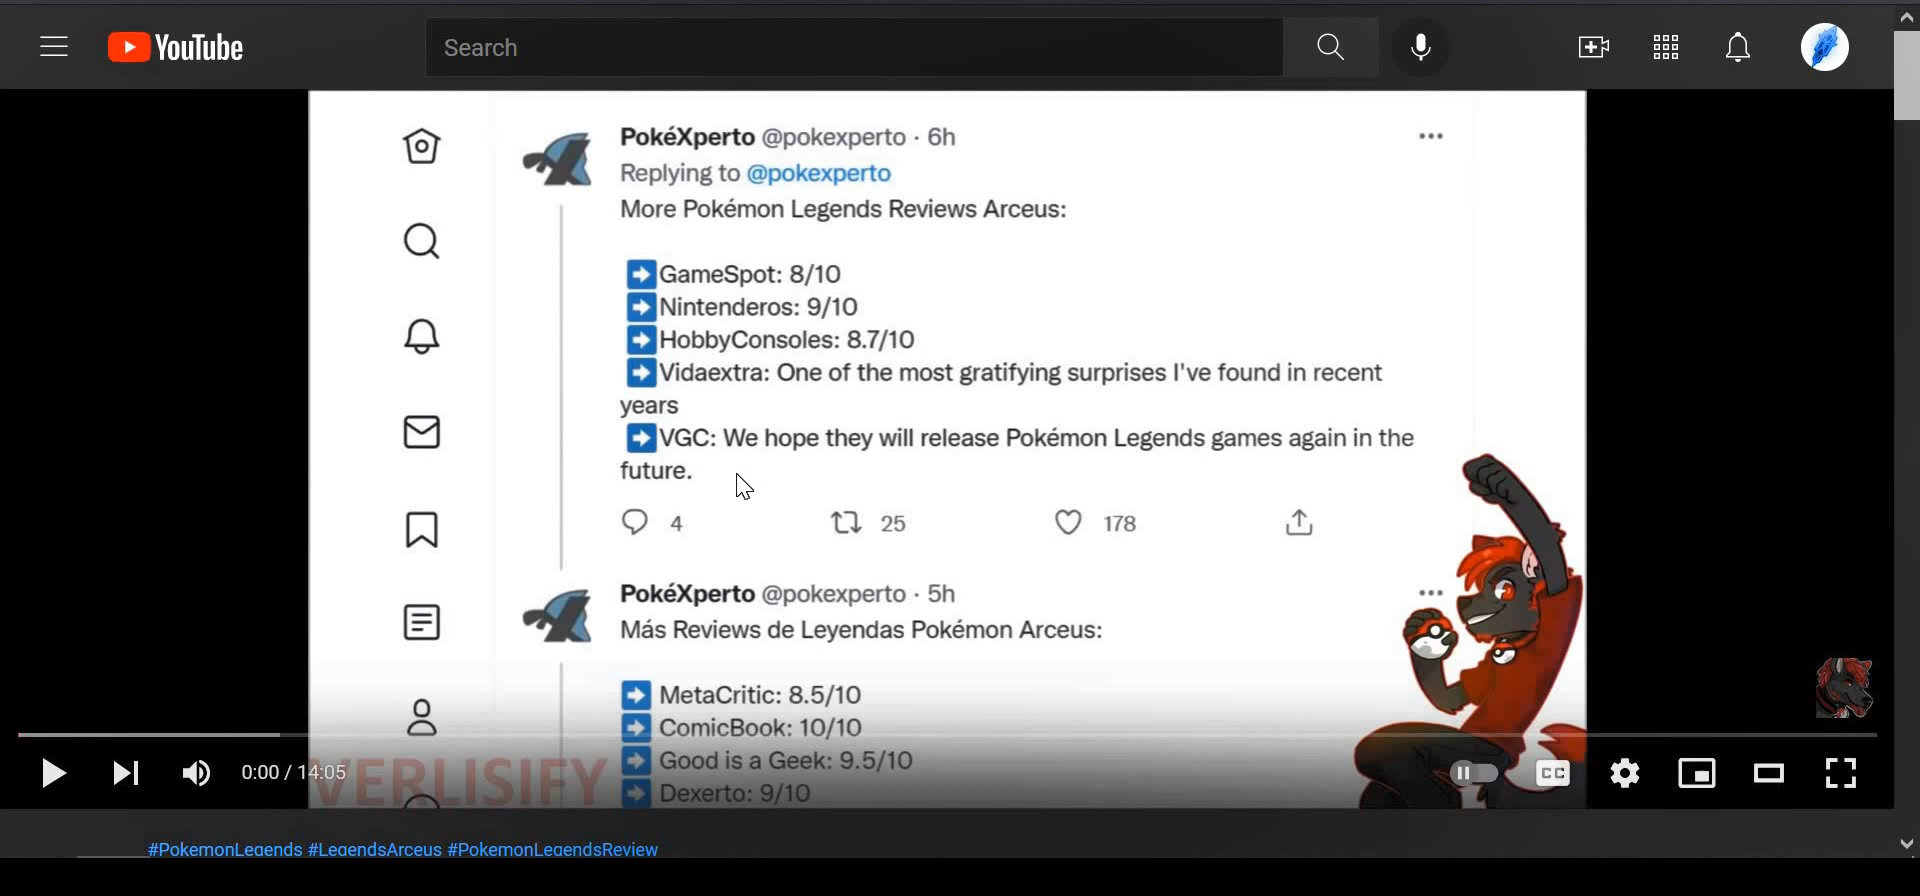 YouTube
Search
PokéXperto @pokexperto · 6h
Replying to @pokexperto
More Pokémon Legends Reviews Arceus:
GameSpot: 8/10
Nintenderos: 9/10
HobbyConsoles: 8.7/10
Vidaextra: One of the most gratifying surprises I've found in recent
years
VGC: We hope they will release Pokémon Legends games again in the
future.
4 25 178
PokéXperto @pokexperto · 5h
Más Reviews de Leyendas Pokémon Arceus:
MetaCritic: 8.5/10
ComicBook: 10/10
Good is a Geek: 9.5/10
Dexerto: 9/10
VERLISIFY
0:00 / 14:05
CC
#PokemonLegends #LegendsArceus #PokemonLegendsReview